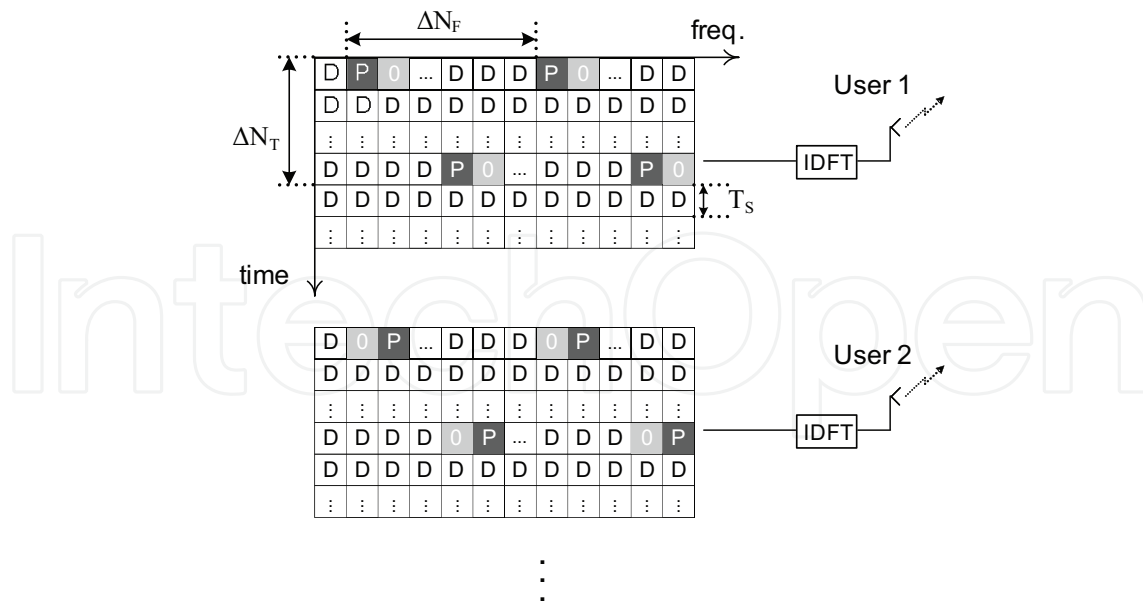 ΔN_F
freq.
D P 0 ... D D D P 0 ... D D
D D D D D D D D D D D D
⋮ ⋮ ⋮ ⋮ ⋮ ⋮ ⋮ ⋮ ⋮ ⋮ ⋮ ⋮
D D D D P 0 ... D D D P 0
D D D D D D D D D D D D
⋮ ⋮ ⋮ ⋮ ⋮ ⋮ ⋮ ⋮ ⋮ ⋮ ⋮ ⋮
ΔN_T
T_S
time
User 1
IDFT
D 0 P ... D D D 0 P ... D D
D D D D D D D D D D D D
⋮ ⋮ ⋮ ⋮ ⋮ ⋮ ⋮ ⋮ ⋮ ⋮ ⋮ ⋮
D D D D 0 P ... D D D 0 P
D D D D D D D D D D D D
⋮ ⋮ ⋮ ⋮ ⋮ ⋮ ⋮ ⋮ ⋮ ⋮ ⋮ ⋮
User 2
IDFT
⋮
IntechOpen